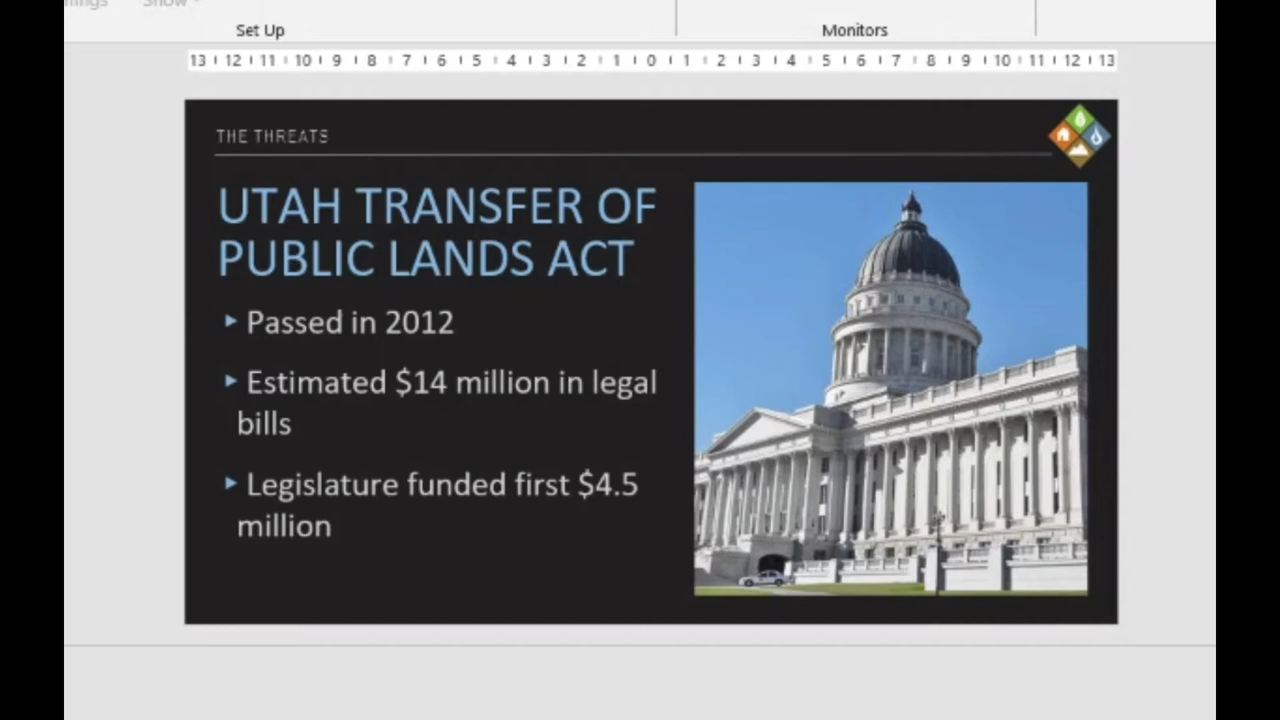 Set Up
Monitors
13 12 11 10 9 8 7 6 5 4 3 2 1 0 1 2 3 4 5 6 7 8 9 10 11 12 13
THE THREATS
UTAH TRANSFER OF
PUBLIC LANDS ACT
Passed in 2012
Estimated $14 million in legal
bills
Legislature funded first $4.5
million